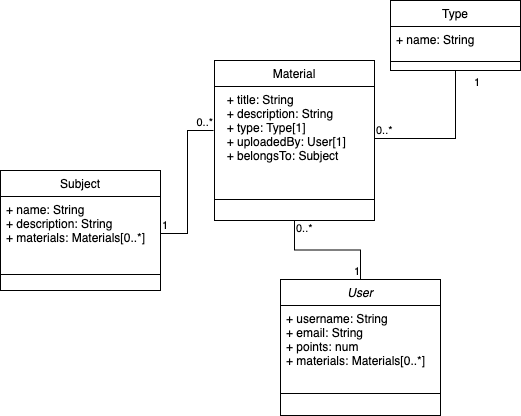 Type
+ name: String
1
Material
+ title: String
+ description: String
+ type: Type[1]
+ uploadedBy: User[1]
+ belongsTo: Subject
0..*
0..*
0..*
Subject
+ name: String
+ description: String
+ materials: Materials[0..*]
1
1
User
+ username: String
+ email: String
+ points: num
+ materials: Materials[0..*]